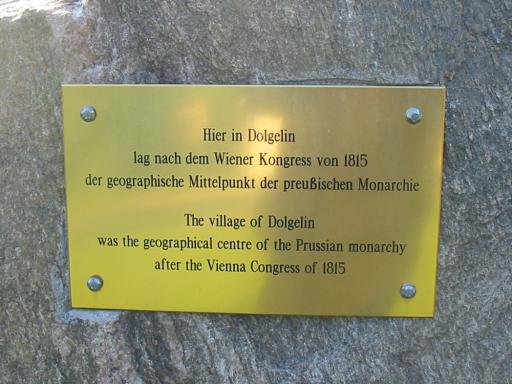 Hier in Dolgelin
lag nach dem Wiener Kongress von 1815
der geographische Mittelpunkt der preußischen Monarchie
The village of Dolgelin
was the geographical centre of the Prussian monarchy
after the Vienna Congress of 1815